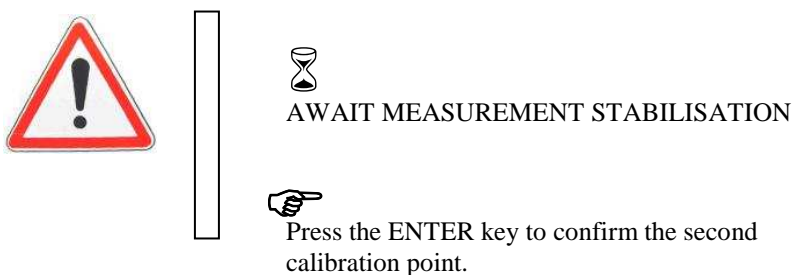 AWAIT MEASUREMENT STABILISATION
Press the ENTER key to confirm the second
calibration point.